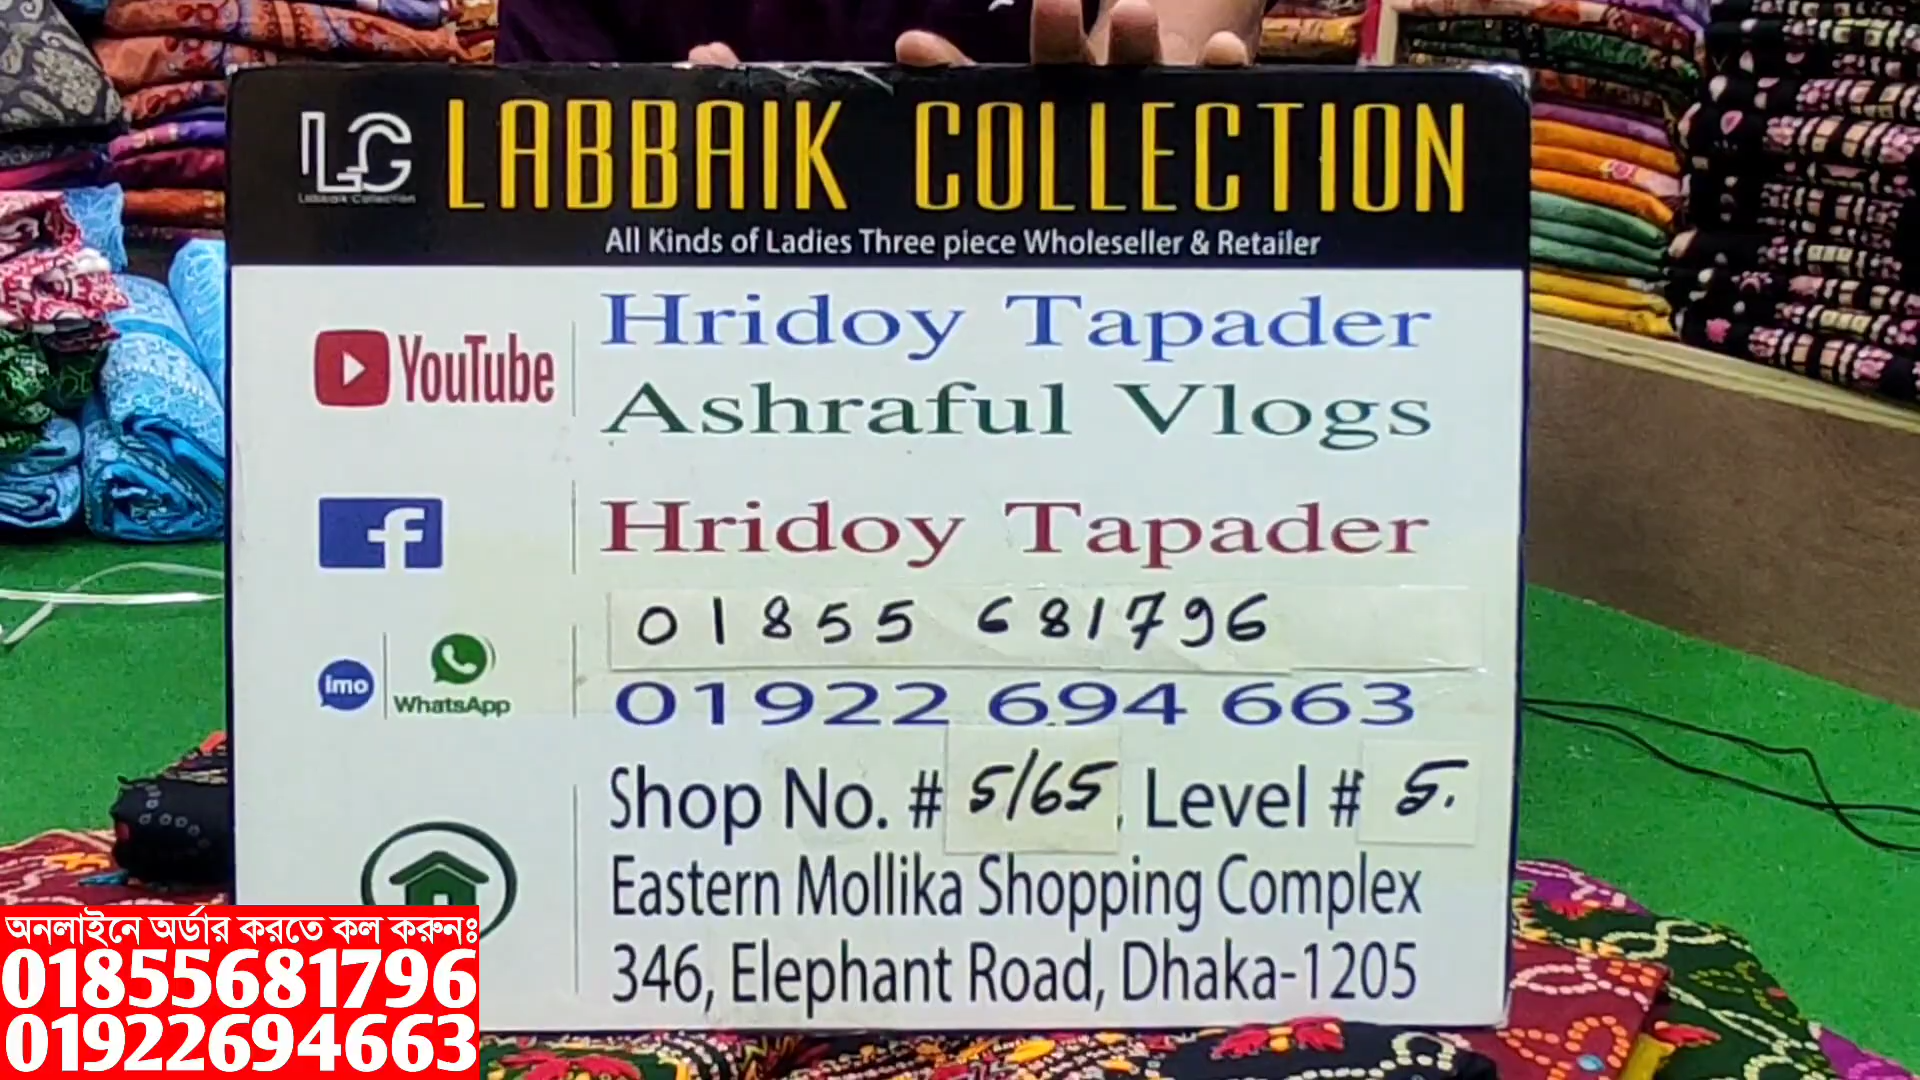 LG LABBAIK COLLECTION
Labbaik Collection
All Kinds of Ladies Three piece Wholeseller & Retailer
YouTube Hridoy Tapader
Ashraful Vlogs
f Hridoy Tapader
01855 681796
imo WhatsApp 01922 694 663
Shop No. # 5/65, Level # 5.
Eastern Mollika Shopping Complex
346, Elephant Road, Dhaka-1205
অনলাইনে অর্ডার করতে কল করুনঃ
01855681796
01922694663